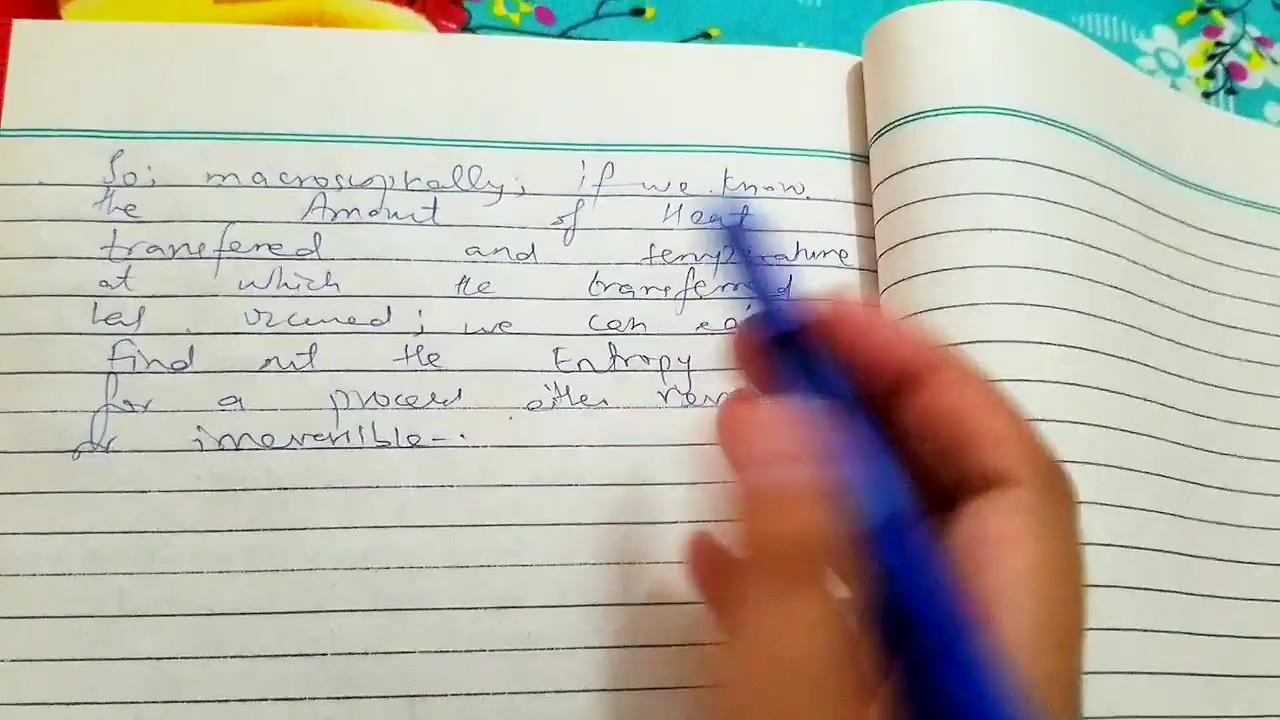 So; macroscopically; if we know.
the Amount of Heat
transfered and temperature
at which the transferred
has occured; we can
find out the Entropy
for a process either
or irreversible-.